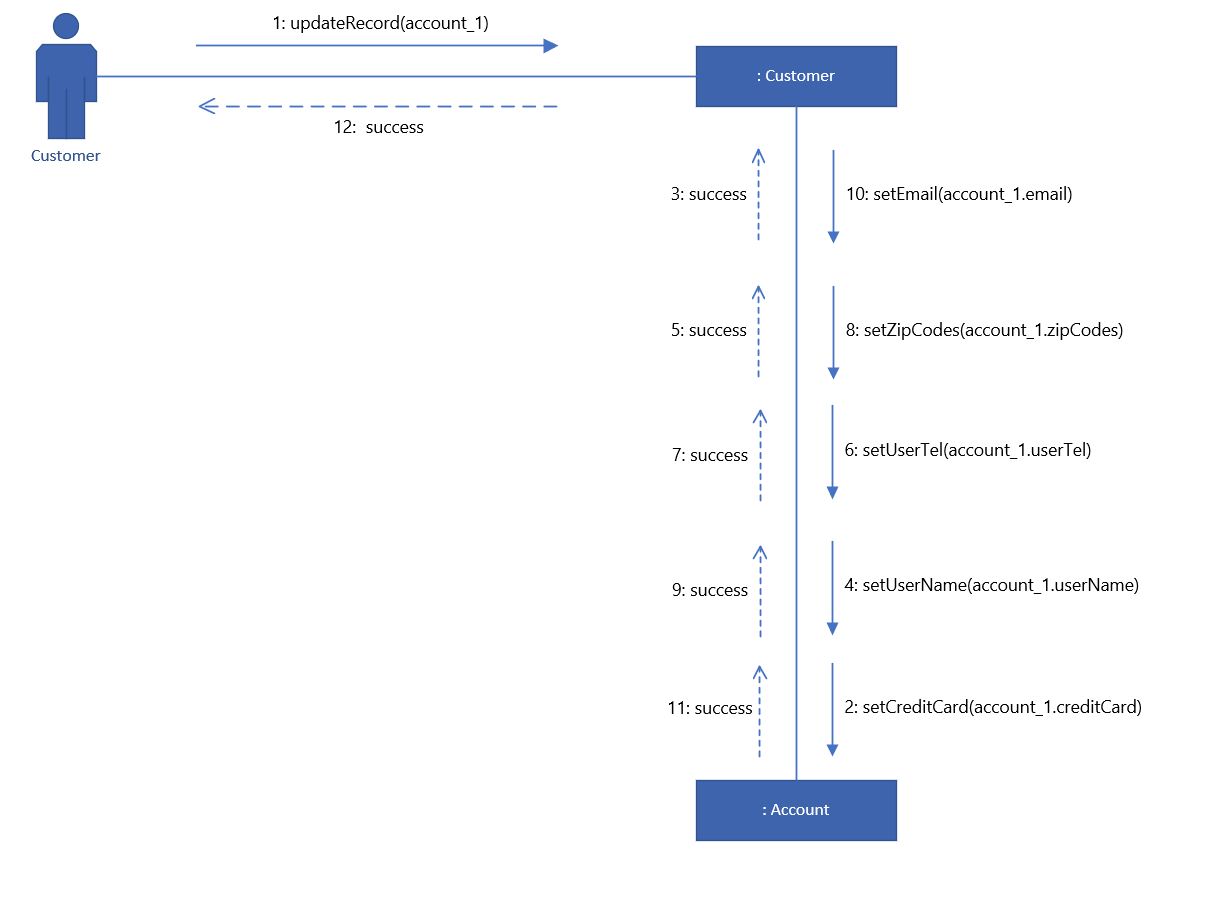 1: updateRecord(account_1)
: Customer
12:  success
Customer
3: success
10: setEmail(account_1.email)
5: success
8: setZipCodes(account_1.zipCodes)
7: success
6: setUserTel(account_1.userTel)
9: success
4: setUserName(account_1.userName)
11: success
2: setCreditCard(account_1.creditCard)
: Account